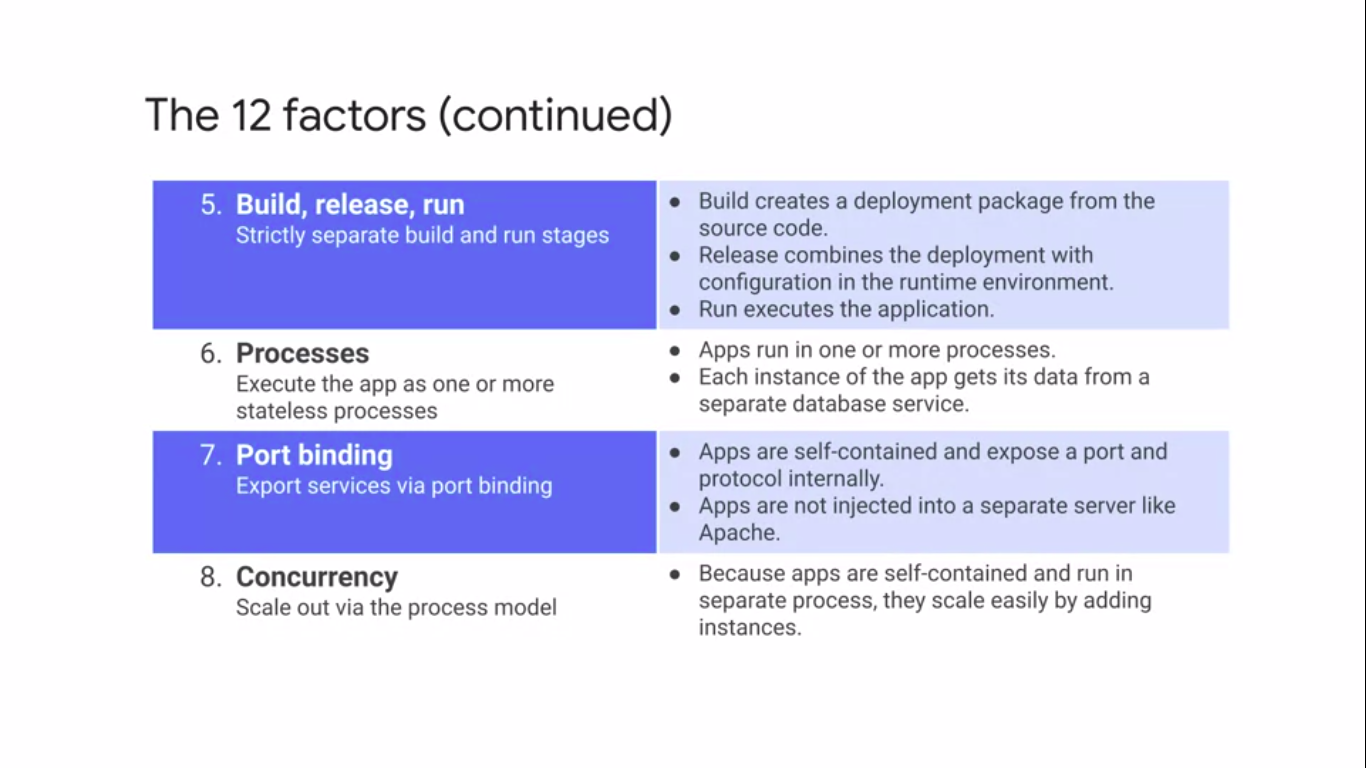 The 12 factors (continued)
5. Build, release, run
Strictly separate build and run stages
● Build creates a deployment package from the
source code.
● Release combines the deployment with
configuration in the runtime environment.
● Run executes the application.
6. Processes
Execute the app as one or more
stateless processes
● Apps run in one or more processes.
● Each instance of the app gets its data from a
separate database service.
7. Port binding
Export services via port binding
● Apps are self-contained and expose a port and
protocol internally.
● Apps are not injected into a separate server like
Apache.
8. Concurrency
Scale out via the process model
● Because apps are self-contained and run in
separate process, they scale easily by adding
instances.